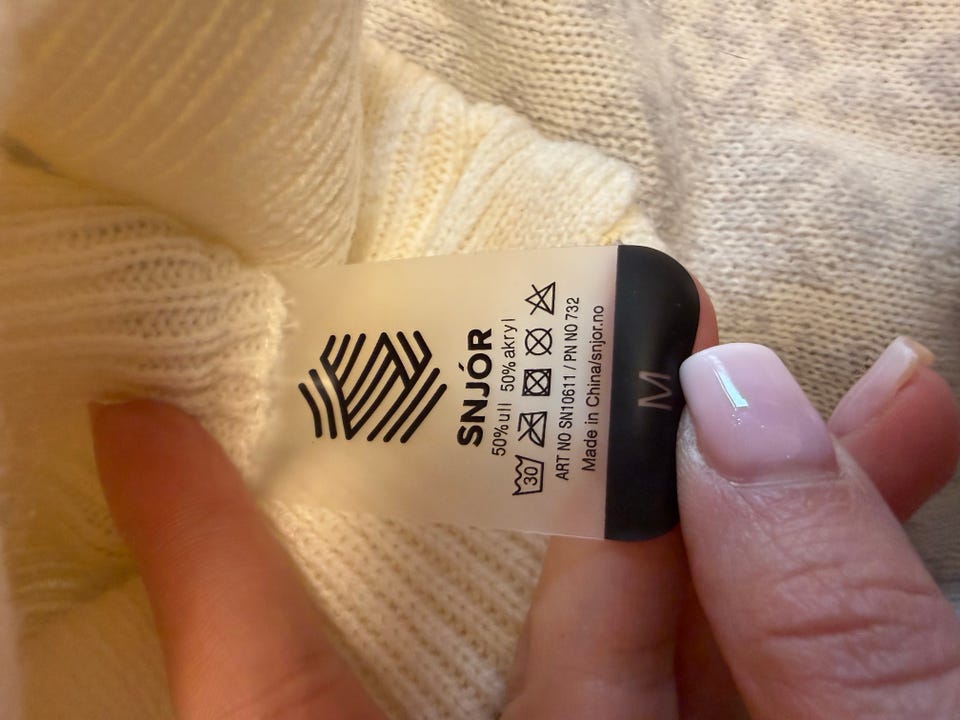 SNJÓR
50%ull 50%akryl
30
ART NO SN10611 / PN NO 732
Made in China/snjor.no
M